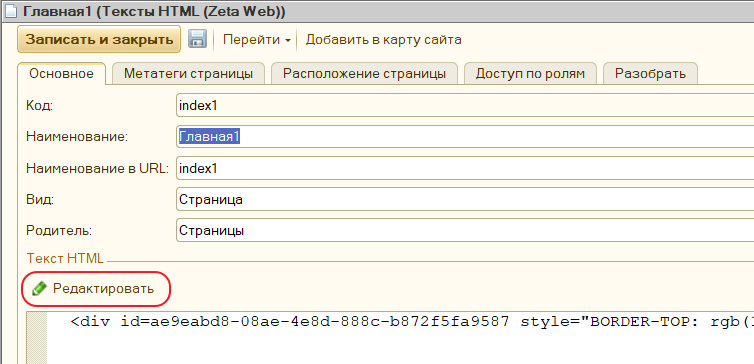 Главная1 (Тексты HTML (Zeta Web))
Записать и закрыть Перейти Добавить в карту сайта
Основное Метатеги страницы Расположение страницы Доступ по ролям Разобрать
Код: index1
Наименование: Главная1
Наименование в URL: index1
Вид: Страница
Родитель: Страницы
Текст HTML
Редактировать
<div id=ae9eabd8-08ae-4e8d-888c-b872f5fa9587 style="BORDER-TOP: rgb(